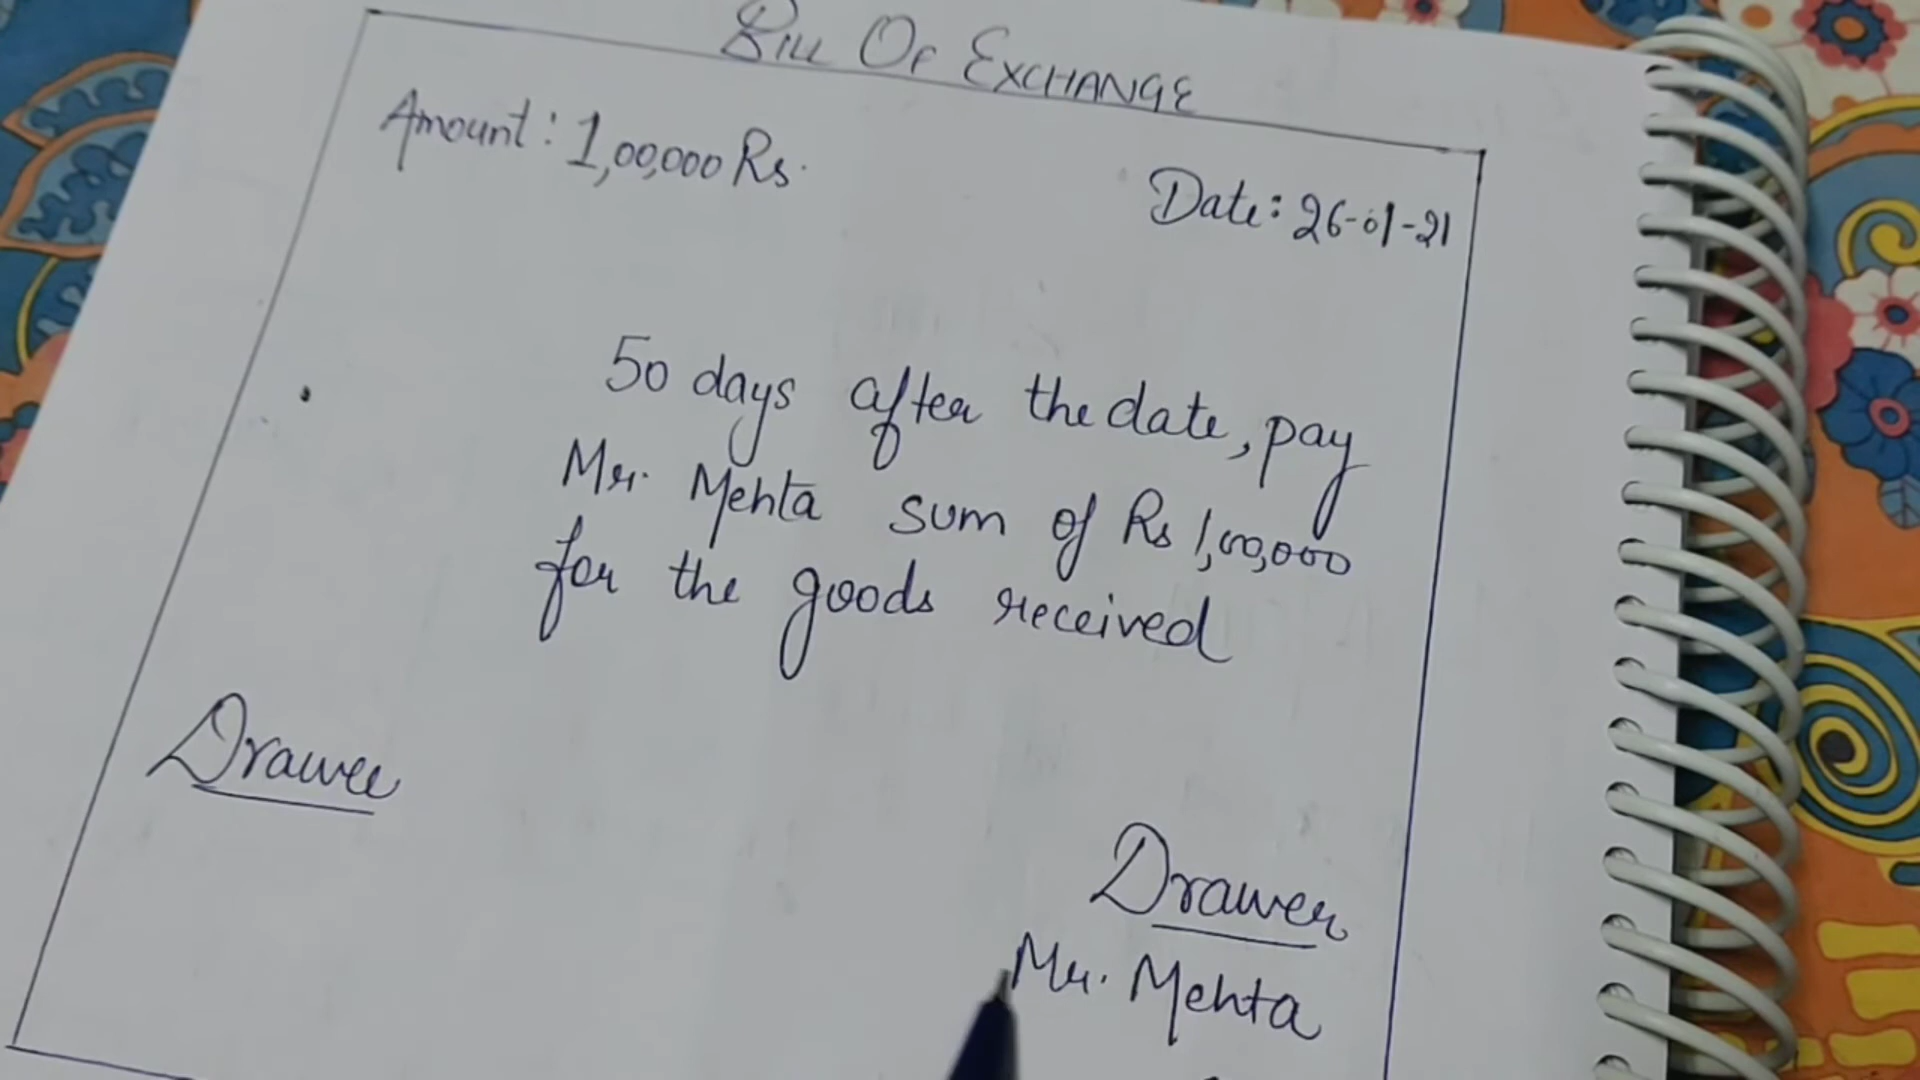 BILL OF EXCHANGE
Amount: 1,00,000 Rs.
Date: 26-01-21
50 days after the date, pay
Mr. Mehta sum of Rs 1,00,000
for the goods received
Drawee
Drawer
Mr. Mehta